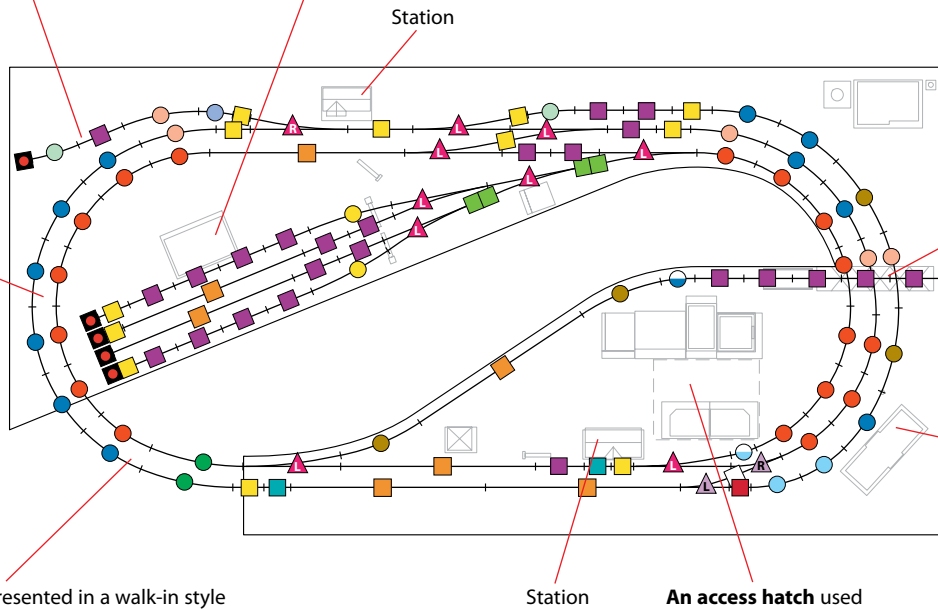 Station
R L L
L L
L
L
L
L L R
L
resented in a walk-in style
Station
An access hatch used